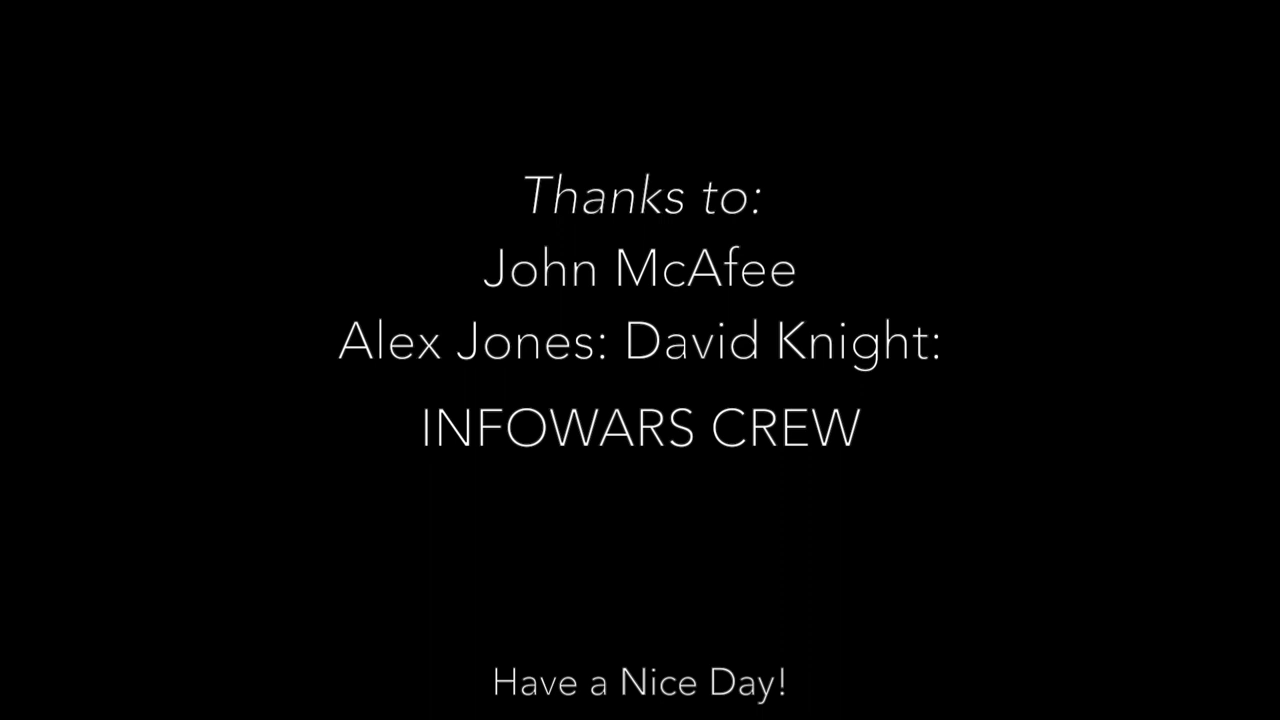 Thanks to:
John McAfee
Alex Jones: David Knight:
INFOWARS CREW
Have a Nice Day!